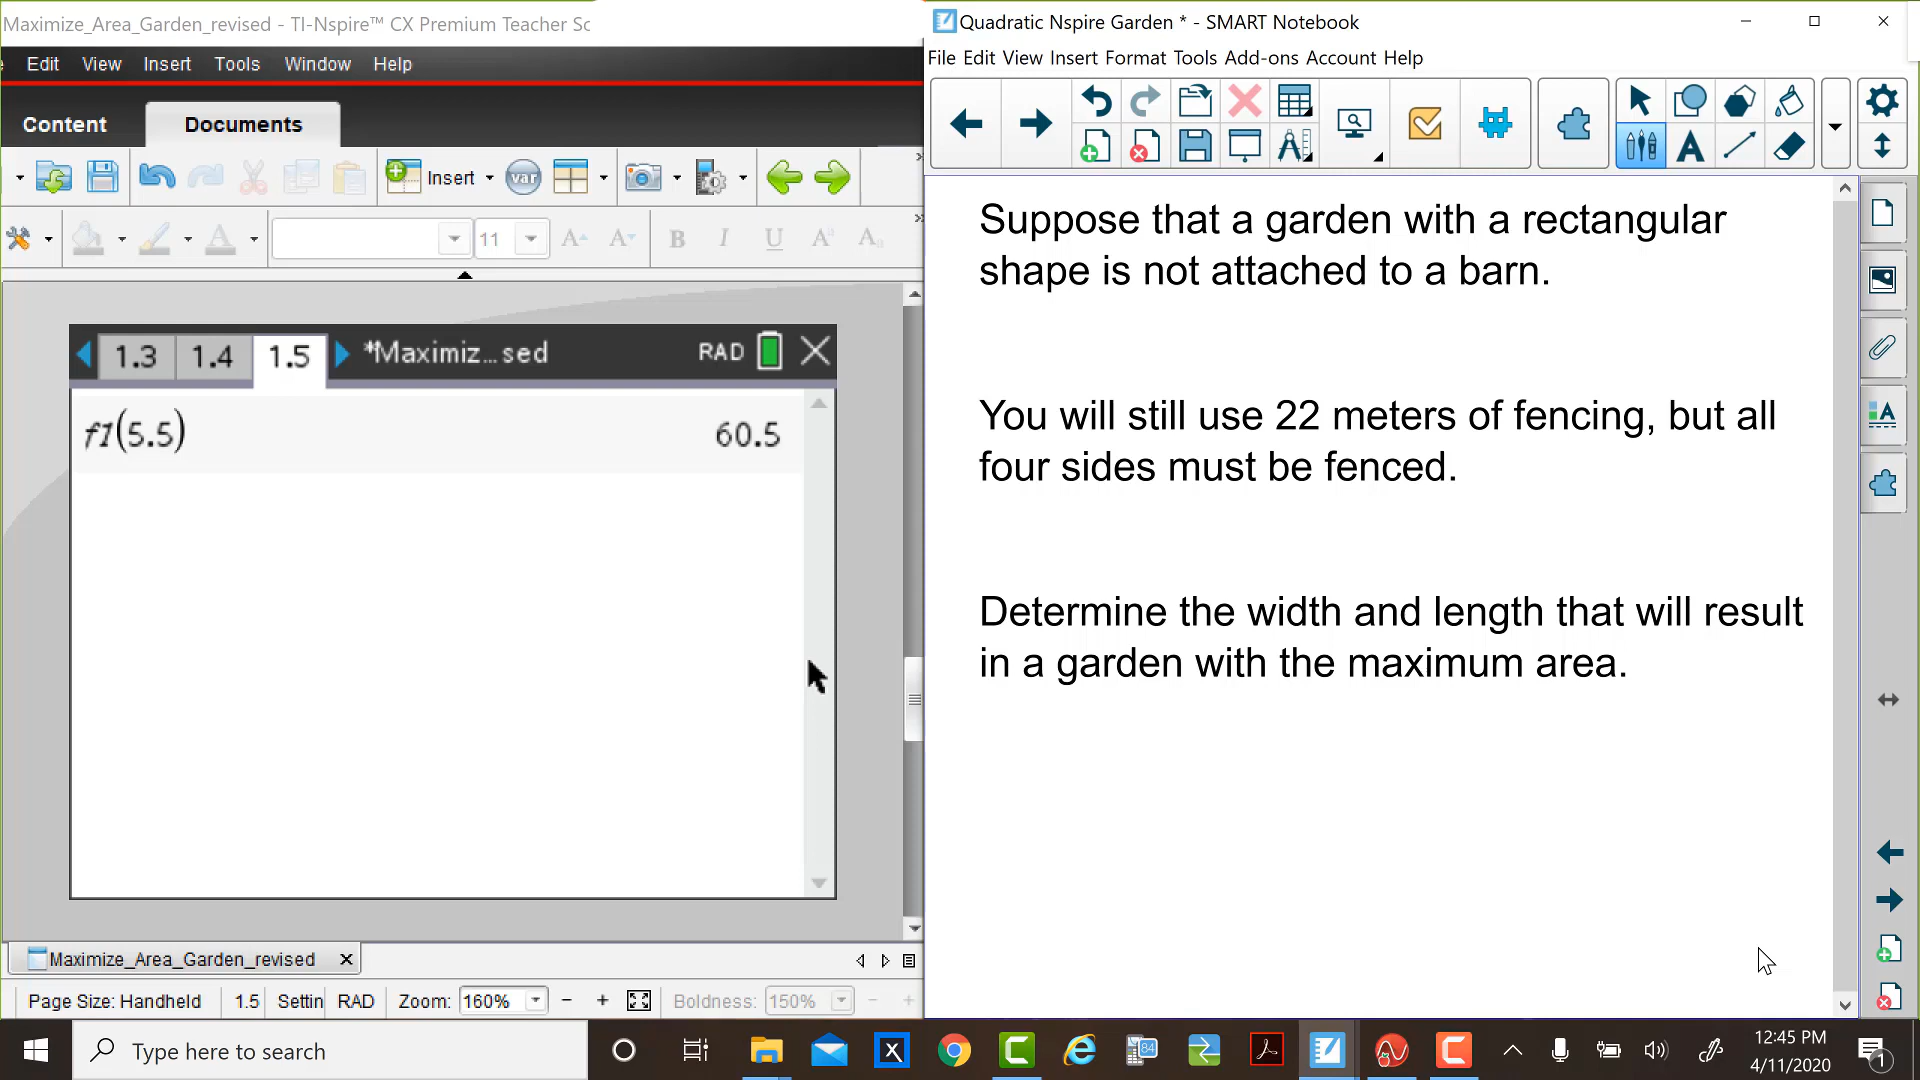 Maximize_Area_Garden_revised - TI-Nspire™ CX Premium Teacher Sc
Edit View Insert Tools Window Help
Content Documents
Insert var
11 B I U A A
1.3 1.4 1.5 *Maximiz...sed RAD
f1(5.5) 60.5
Maximize_Area_Garden_revised
Page Size: Handheld 1.5 Settin RAD Zoom: 160% Boldness: 150%
Quadratic Nspire Garden * - SMART Notebook
File Edit View Insert Format Tools Add-ons Account Help
Suppose that a garden with a rectangular
shape is not attached to a barn.
You will still use 22 meters of fencing, but all
four sides must be fenced.
Determine the width and length that will result
in a garden with the maximum area.
Type here to search
84
12:45 PM
4/11/2020
1